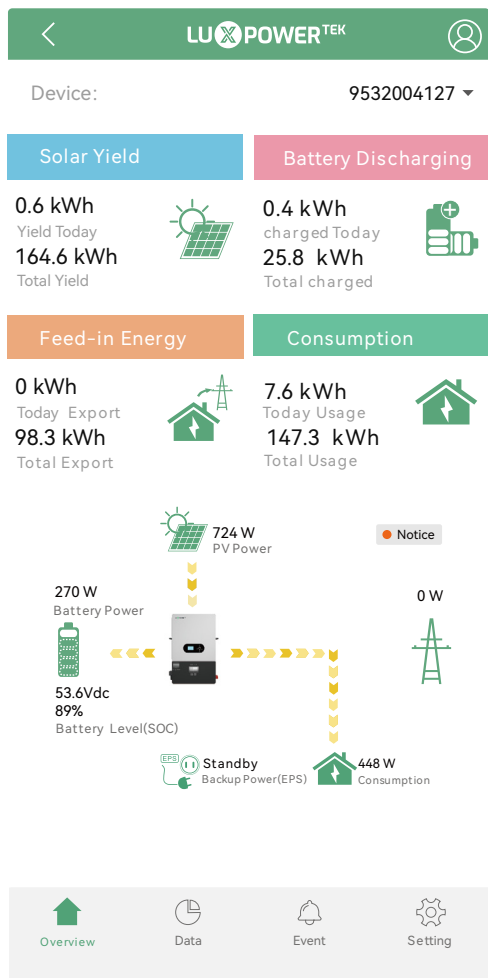 LUXPOWERTEK
Device:
9532004127
Solar Yield
Battery Discharging
0.6 kWh
Yield Today
164.6 kWh
Total Yield
0.4 kWh
charged Today
25.8 kWh
Total charged
Feed-in Energy
Consumption
0 kWh
Today Export
98.3 kWh
Total Export
7.6 kWh
Today Usage
147.3 kWh
Total Usage
724 W
PV Power
Notice
270 W
Battery Power
0 W
53.6Vdc
89%
Battery Level(SOC)
EPS
Standby
Backup Power(EPS)
448 W
Consumption
Overview
Data
Event
Setting